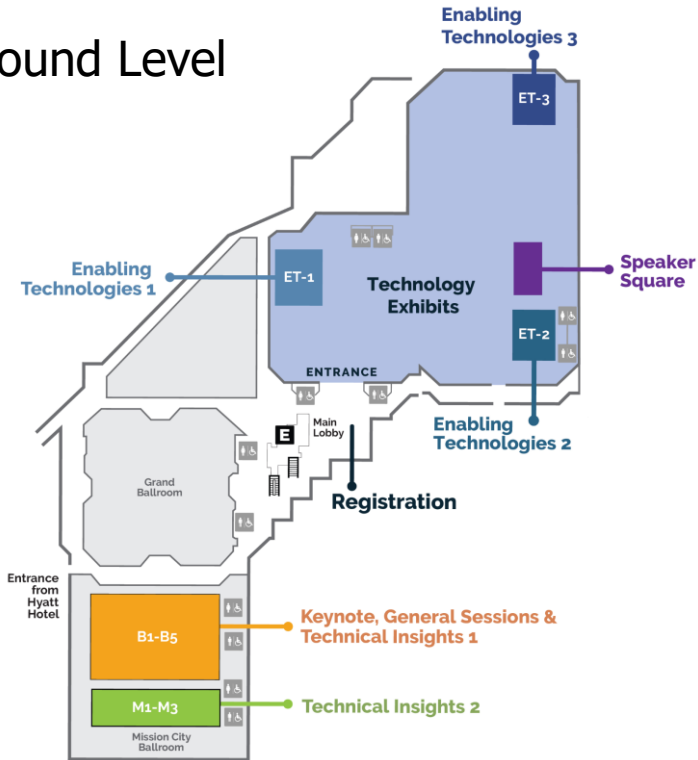 Enabling
Technologies 3
ound Level
ET-3
Enabling
Technologies 1
ET-1
Technology
Exhibits
Speaker
Square
ET-2
ENTRANCE
E
Main
Lobby
Enabling
Technologies 2
Grand
Ballroom
Registration
Entrance
from
Hyatt
Hotel
B1-B5
Keynote, General Sessions &
Technical Insights 1
M1-M3
Technical Insights 2
Mission City
Ballroom